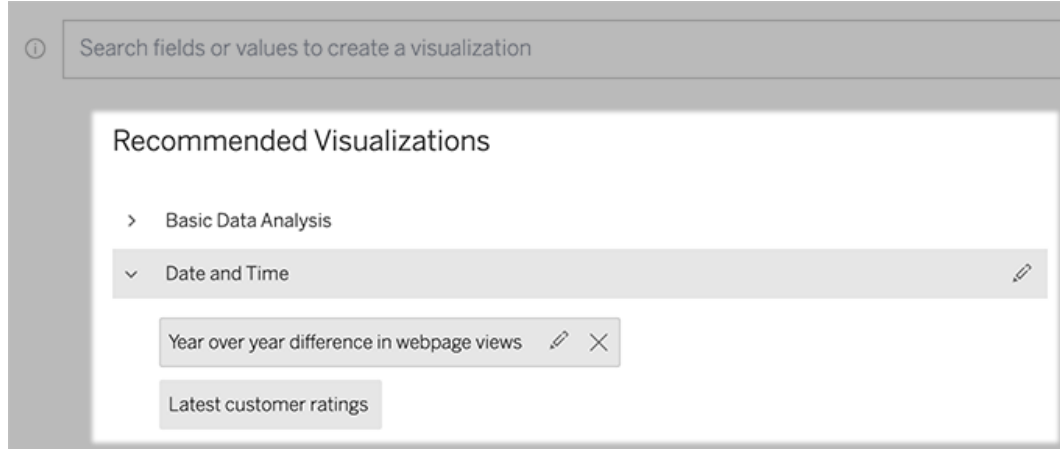 Search fields or values to create a visualization
Recommended Visualizations
Basic Data Analysis
Date and Time
Year over year difference in webpage views
Latest customer ratings